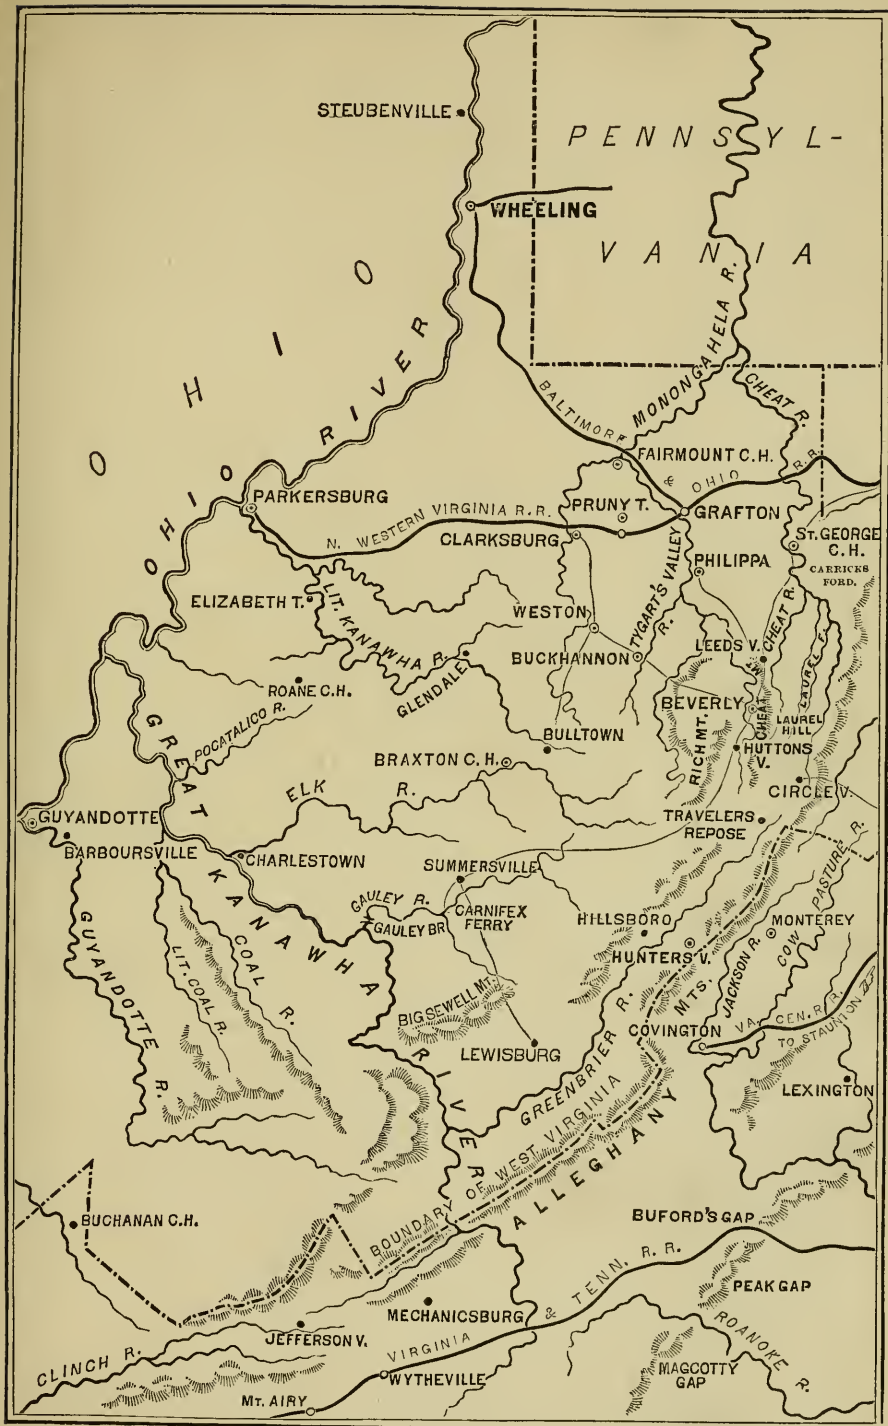 STEUBENVILLE
PENNSYL-
VANIA
WHEELING
OHIO
OHIO RIVER
MONONGAHELA R.
CHEAT R.
BALTIMORE & OHIO R.R.
FAIRMOUNT C.H.
PARKERSBURG
N. WESTERN VIRGINIA R.R.
PRUNY T.
GRAFTON
CLARKSBURG
ST. GEORGE
C.H.
CARRICKS
FORD.
PHILIPPA
TYGART'S VALLEY
R.
ELIZABETH T.
LIT. KANAWHA R.
WESTON
CHEAT R.
LAUREL F.
LEEDS V.
BUCKHANNON
GLENDALE
ROANE C.H.
BEVERLY
CHEAT
LAUREL
HILL
RICH MT.
POCATALICO R.
BULLTOWN
HUTTONS
V.
BRAXTON C.H.
CIRCLE V.
ELK R.
GREAT KANAWHA RIVER
GUYANDOTTE
BARBOURSVILLE
TRAVELERS
REPOSE
CHARLESTOWN
SUMMERSVILLE
COW PASTURE R.
GAULEY R.
GAULEY BR.
CARNIFEX
FERRY
HILLSBORO
MONTEREY
HUNTERS V.
JACKSON R.
GUYANDOTTE R.
LIT. COAL R.
COAL R.
BIG SEWELL MT.
COVINGTON
VA. CEN. R.R.
TO STAUNTON
LEWISBURG
LEXINGTON
GREENBRIER R.
BOUNDARY OF WEST VIRGINIA
ALLEGHANY MTS.
BUCHANAN C.H.
BUFORD'S GAP
PEAK GAP
MECHANICSBURG
JEFFERSON V.
VIRGINIA & TENN. R.R.
ROANOKE R.
CLINCH R.
WYTHEVILLE
MAGCOTTY
GAP
MT. AIRY